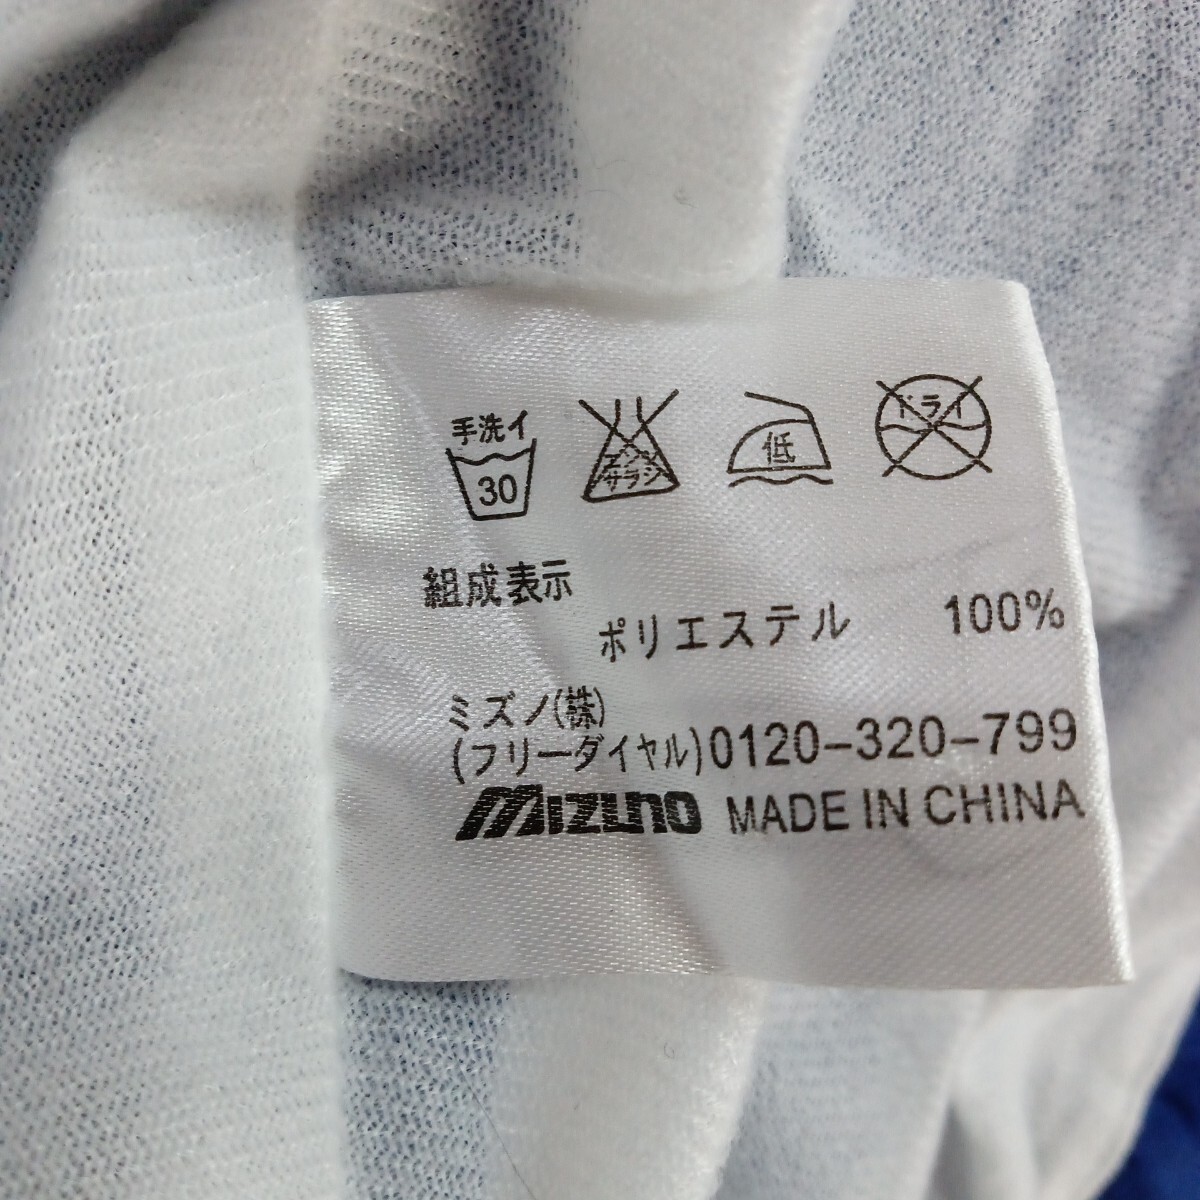 手洗イ
30
エンソ
サラシ
低
ドライ
組成表示
ポリエステル 100%
ミズノ(株)
(フリーダイヤル)0120-320-799
MIZUNO MADE IN CHINA